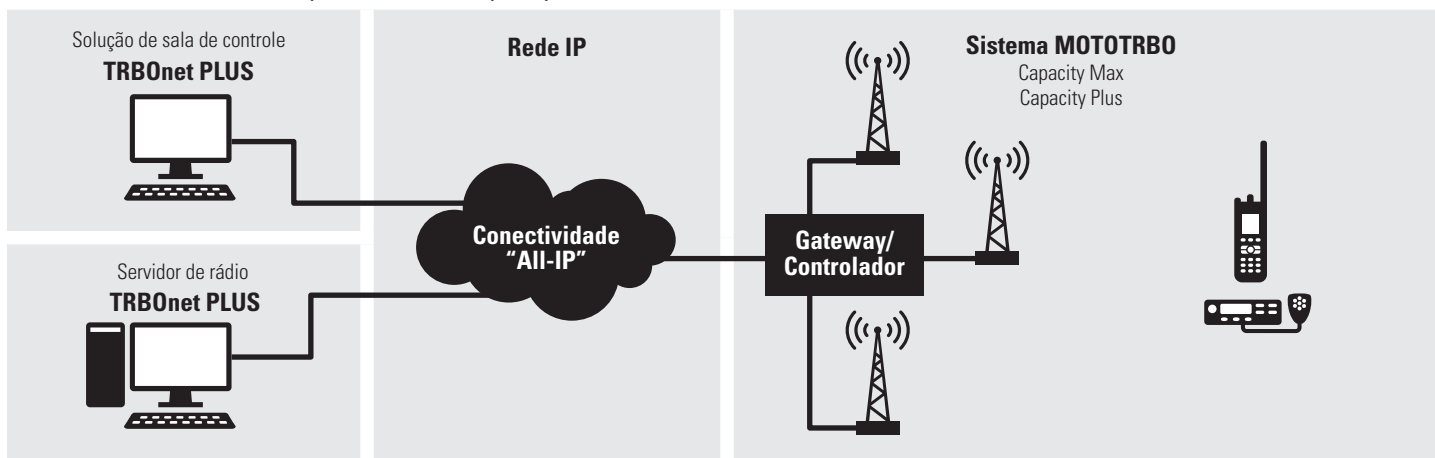 Solução de sala de controle
TRBOnet PLUS
Rede IP
Sistema MOTOTRBO
Capacity Max
Capacity Plus
Conectividade
“All-IP”
Gateway/
Controlador
Servidor de rádio
TRBOnet PLUS